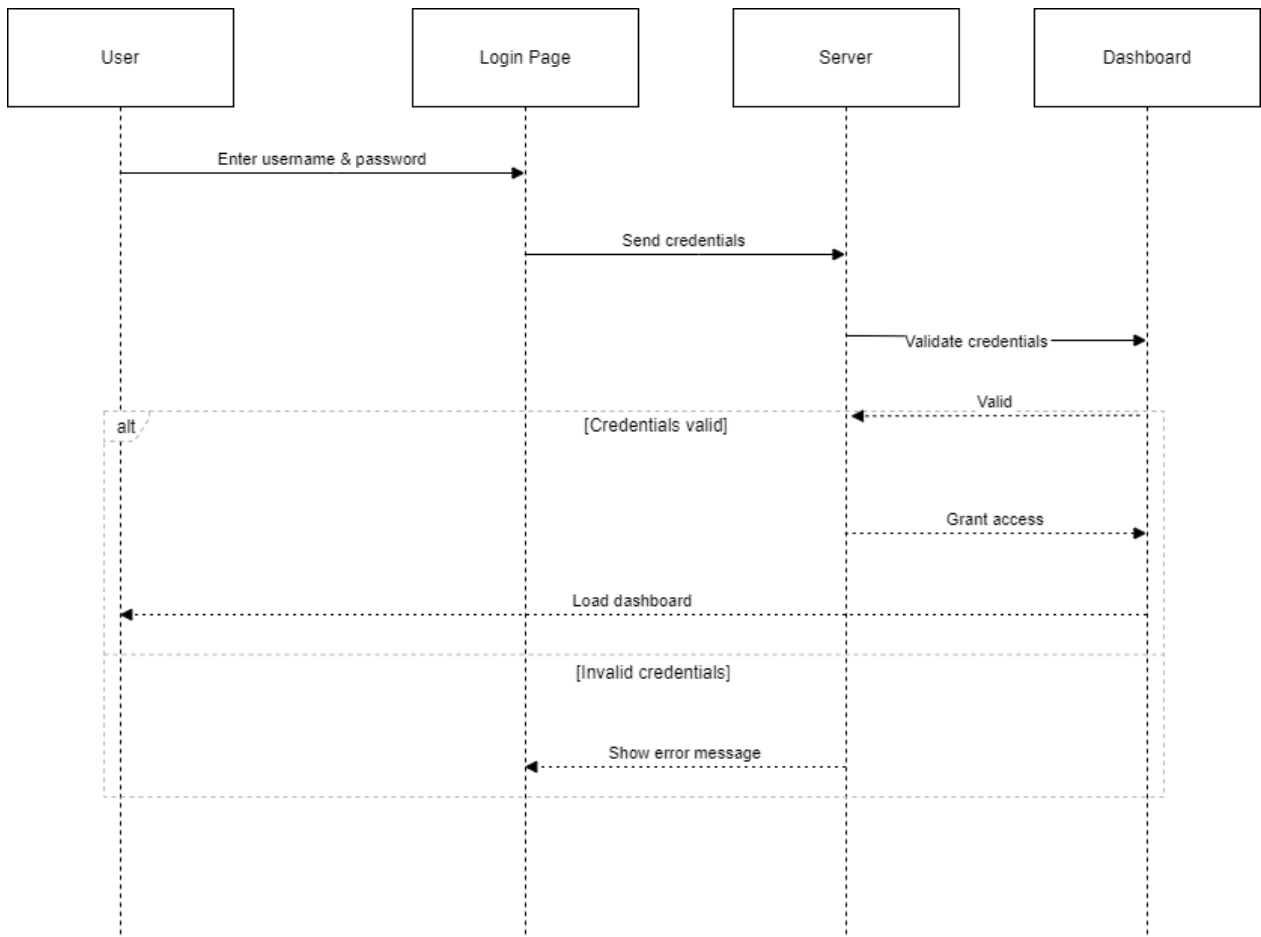 User
Login Page
Server
Dashboard
Enter username & password
Send credentials
Validate credentials
Valid
alt
[Credentials valid]
Grant access
Load dashboard
[Invalid credentials]
Show error message